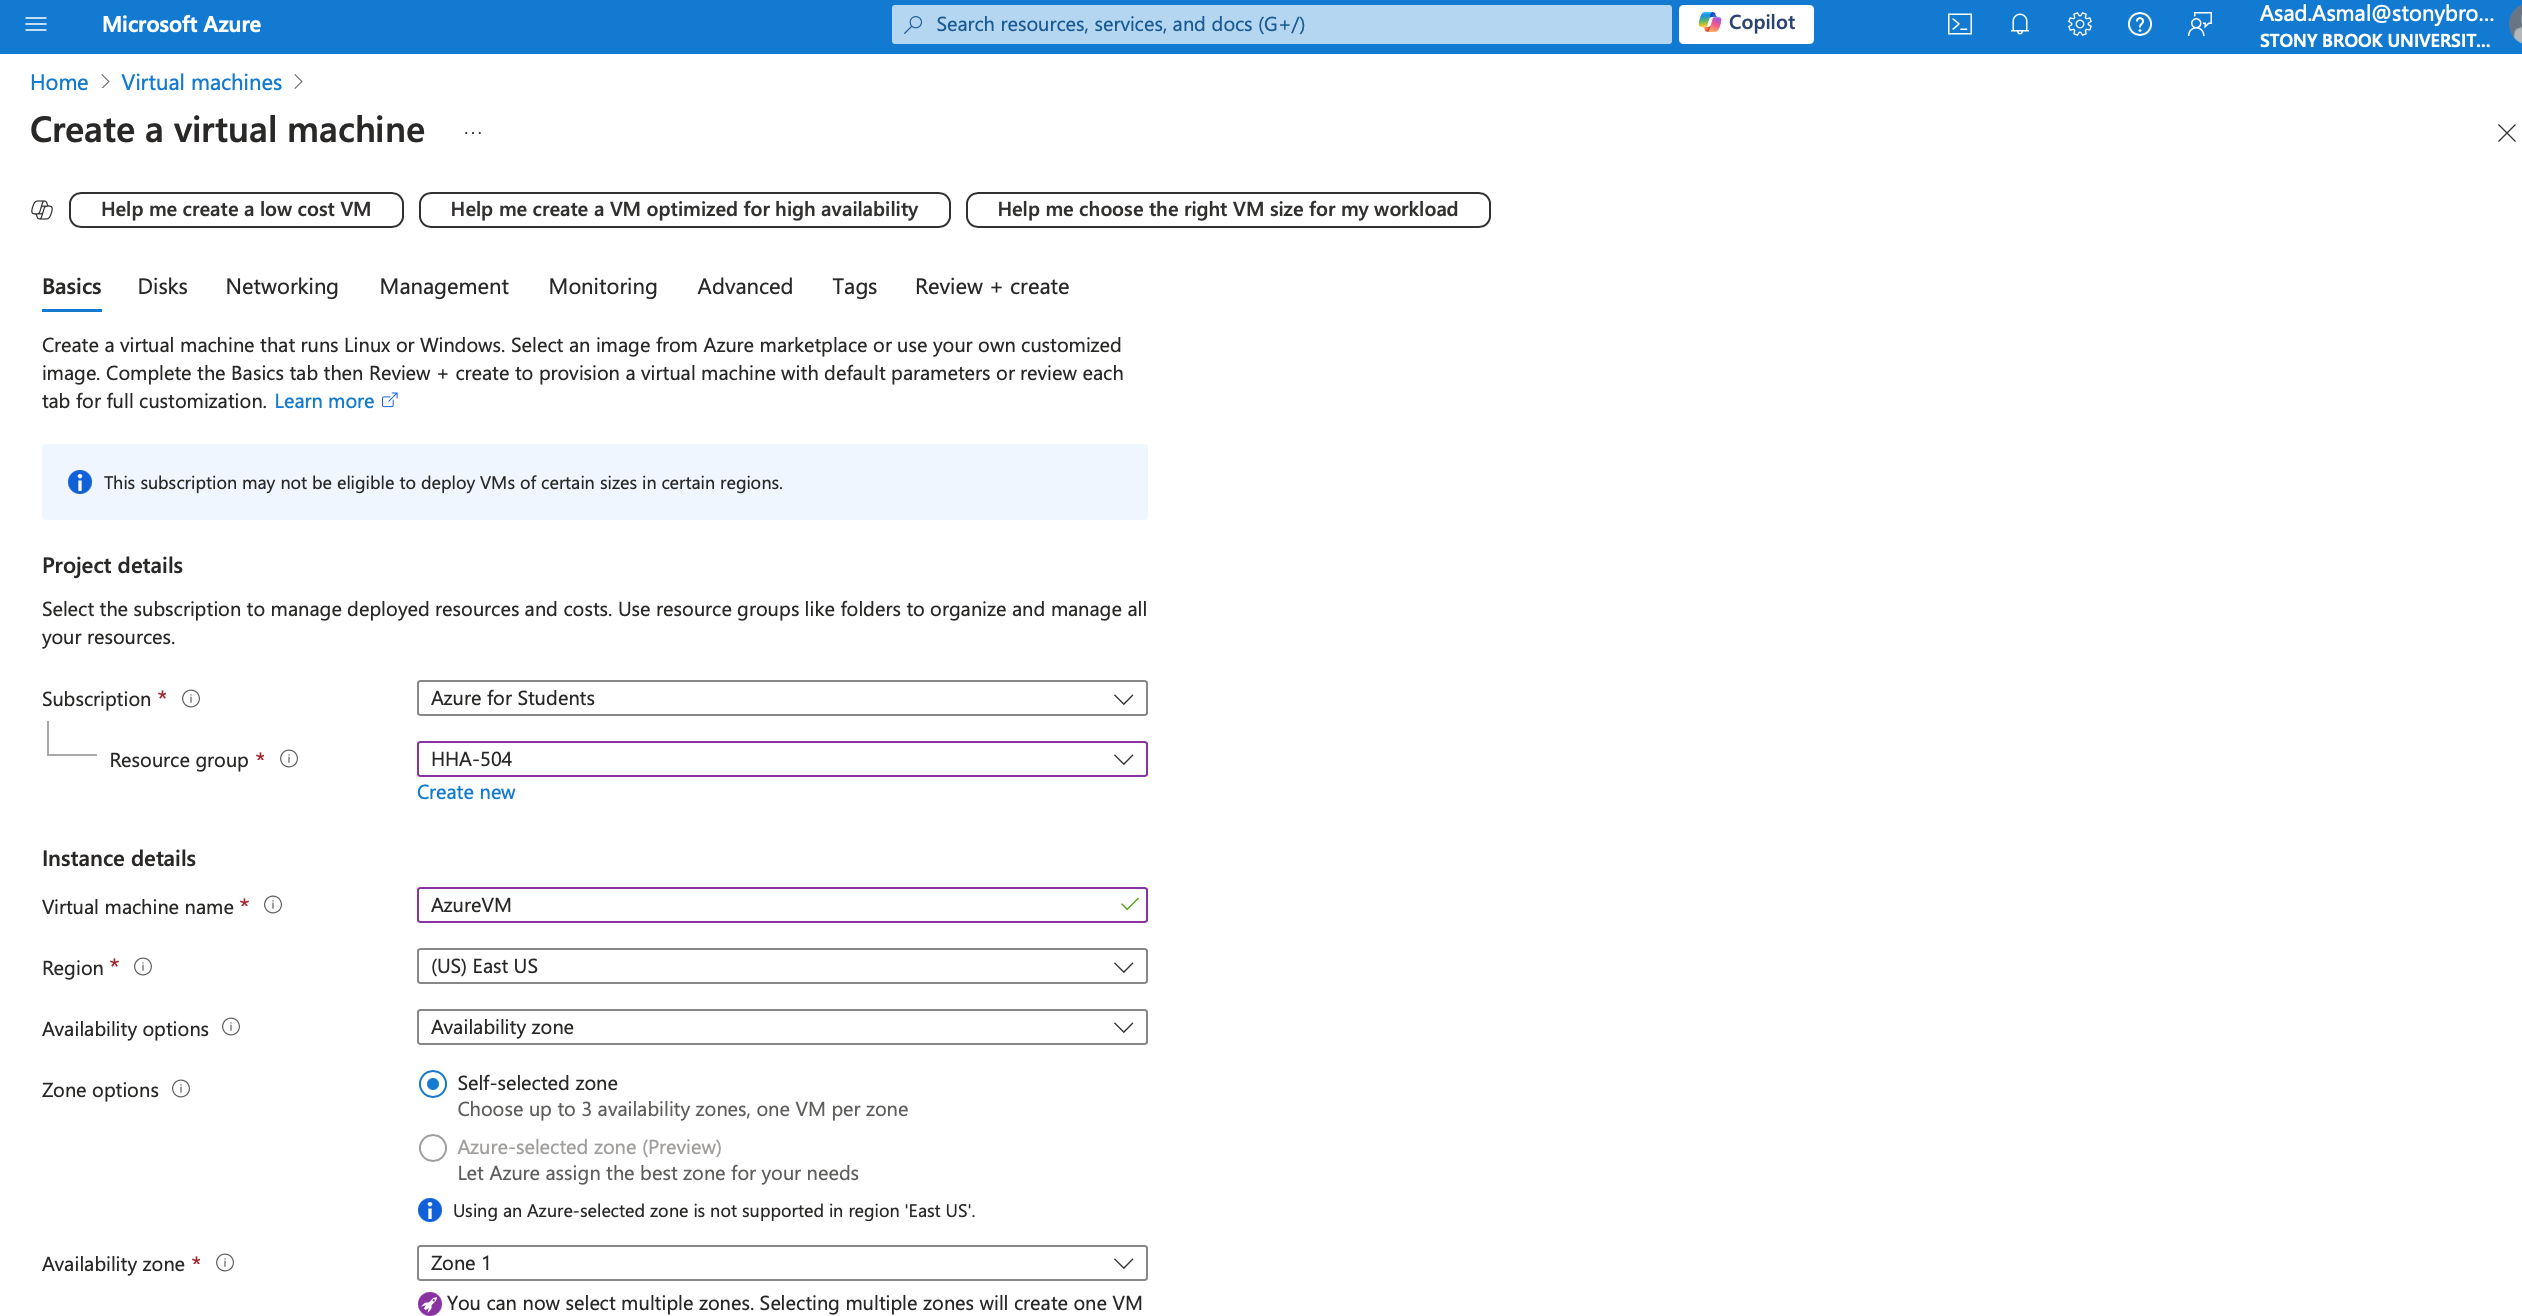 Microsoft Azure
Search resources, services, and docs (G+/)
Copilot
Asad.Asmal@stonybro...
STONY BROOK UNIVERSIT...
Home > Virtual machines >
Create a virtual machine ...
Help me create a low cost VM
Help me create a VM optimized for high availability
Help me choose the right VM size for my workload
Basics Disks Networking Management Monitoring Advanced Tags Review + create
Create a virtual machine that runs Linux or Windows. Select an image from Azure marketplace or use your own customized
image. Complete the Basics tab then Review + create to provision a virtual machine with default parameters or review each
tab for full customization. Learn more
This subscription may not be eligible to deploy VMs of certain sizes in certain regions.
Project details
Select the subscription to manage deployed resources and costs. Use resource groups like folders to organize and manage all
your resources.
Subscription *
Azure for Students
Resource group *
HHA-504
Create new
Instance details
Virtual machine name *
AzureVM
Region *
(US) East US
Availability options
Availability zone
Zone options
Self-selected zone
Choose up to 3 availability zones, one VM per zone
Azure-selected zone (Preview)
Let Azure assign the best zone for your needs
Using an Azure-selected zone is not supported in region 'East US'.
Availability zone *
Zone 1
You can now select multiple zones. Selecting multiple zones will create one VM